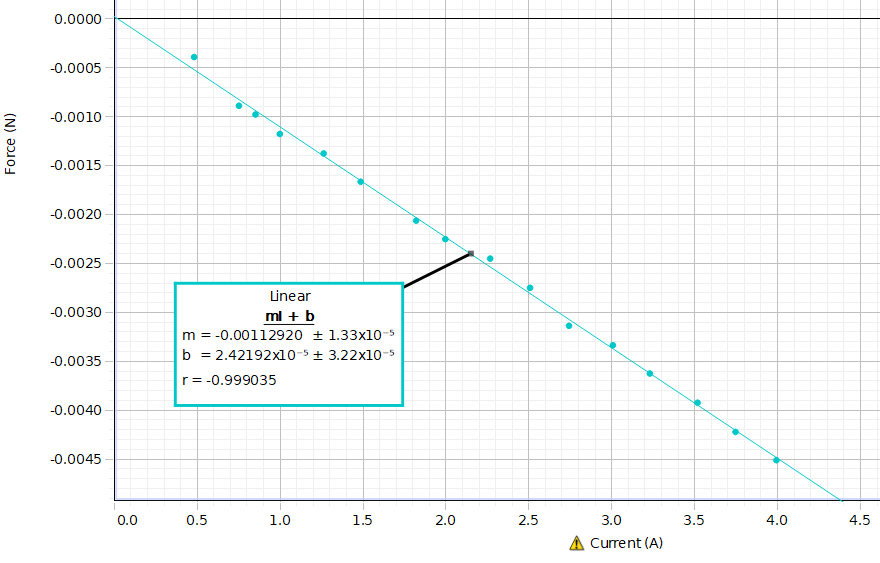 Force (N)
0.0000
-0.0005
-0.0010
-0.0015
-0.0020
-0.0025
-0.0030
-0.0035
-0.0040
-0.0045
Linear
mI + b
m = -0.00112920 ± 1.33x10⁻⁵
b = 2.42192x10⁻⁵ ± 3.22x10⁻⁵
r = -0.999035
0.0 0.5 1.0 1.5 2.0 2.5 3.0 3.5 4.0 4.5
Current (A)